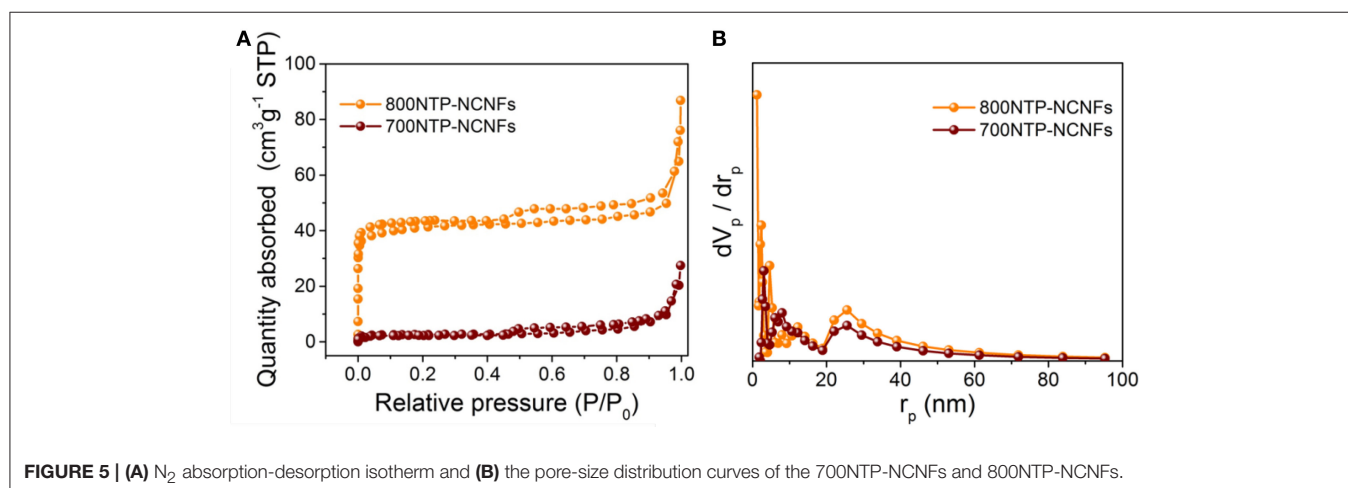 A
100
80
60
40
20
0
Quantity absorbed (cm³g⁻¹ STP)
800NTP-NCNFs
700NTP-NCNFs
0.0 0.2 0.4 0.6 0.8 1.0
Relative pressure (P/P₀)
B
dVₚ / drₚ
800NTP-NCNFs
700NTP-NCNFs
0 20 40 60 80 100
rₚ (nm)
FIGURE 5 | (A) N₂ absorption-desorption isotherm and (B) the pore-size distribution curves of the 700NTP-NCNFs and 800NTP-NCNFs.